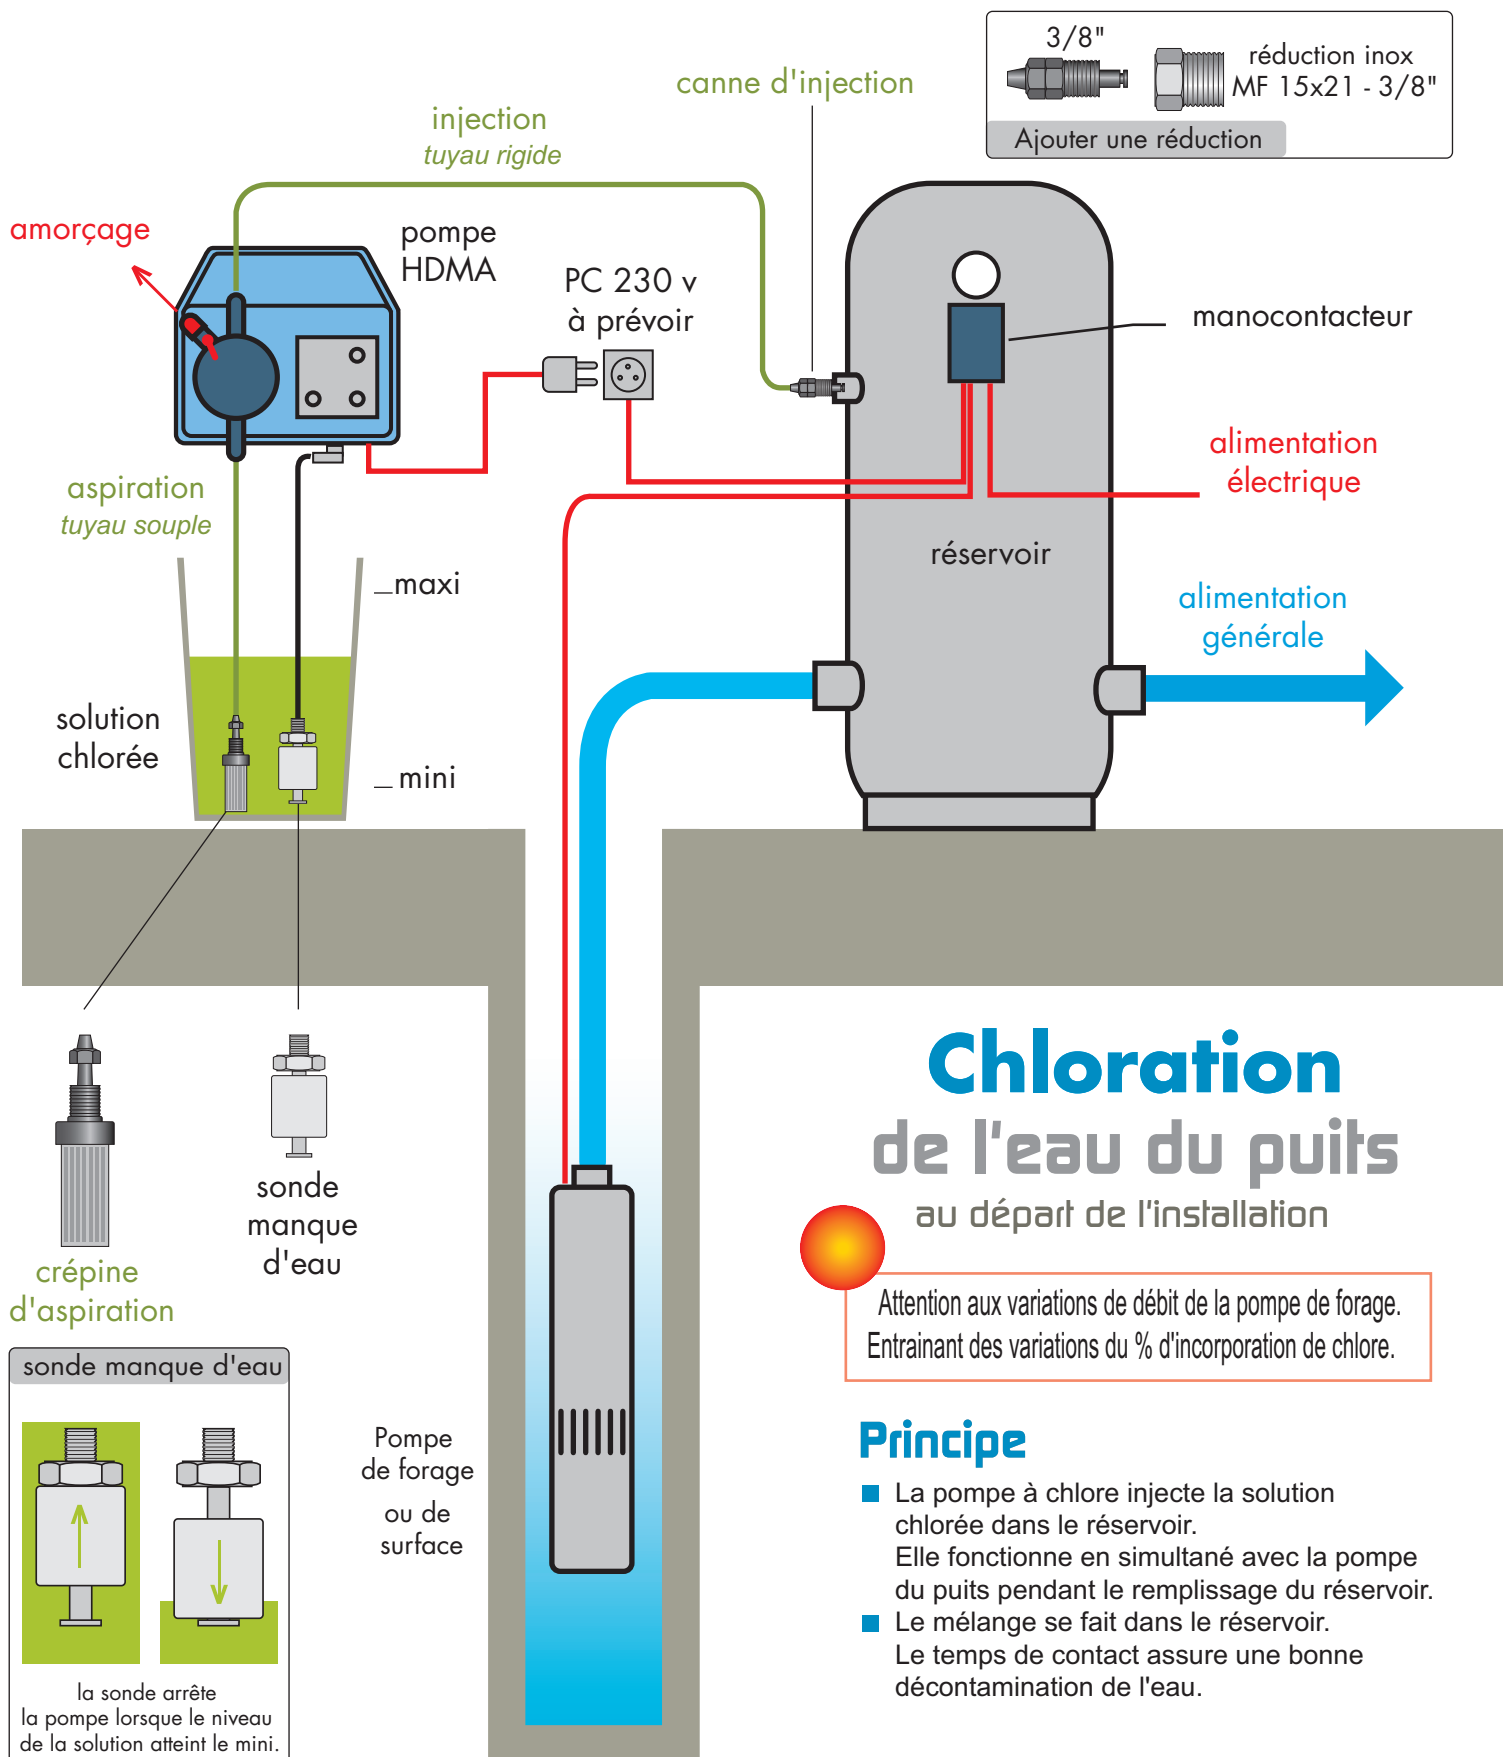 3/8"
réduction inox
MF 15x21 - 3/8"
Ajouter une réduction
canne d'injection
injection
tuyau rigide
amorçage
pompe
HDMA
PC 230 v
à prévoir
manocontacteur
alimentation
électrique
aspiration
tuyau souple
réservoir
maxi
alimentation
générale
solution
chlorée
mini
Chloration
de l'eau du puits
au départ de l'installation
sonde
manque
d'eau
crépine
d'aspiration
Attention aux variations de débit de la pompe de forage.
Entrainant des variations du % d'incorporation de chlore.
sonde manque d'eau
Pompe
de forage
ou de
surface
Principe
La pompe à chlore injecte la solution
chlorée dans le réservoir.
Elle fonctionne en simultané avec la pompe
du puits pendant le remplissage du réservoir.
Le mélange se fait dans le réservoir.
Le temps de contact assure une bonne
décontamination de l'eau.
la sonde arrête
la pompe lorsque le niveau
de la solution atteint le mini.